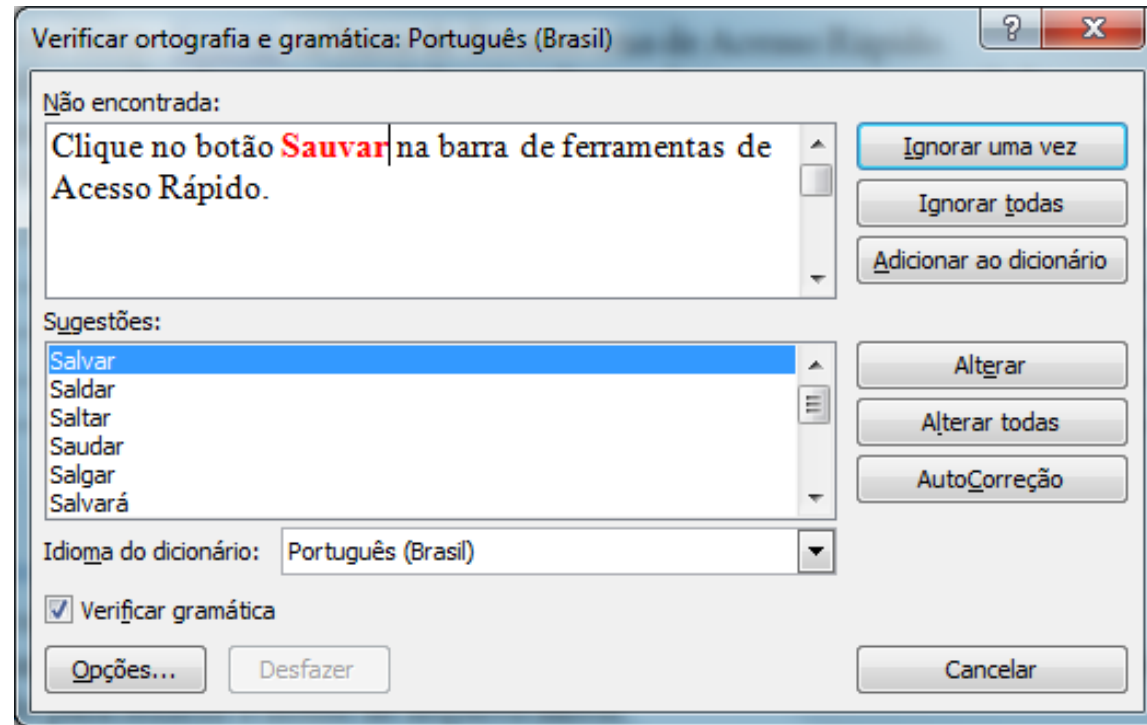 Verificar ortografia e gramática: Português (Brasil)
Não encontrada:
Clique no botão Sauvar na barra de ferramentas de
Acesso Rápido.
Ignorar uma vez
Ignorar todas
Adicionar ao dicionário
Sugestões:
Salvar
Saldar
Saltar
Saudar
Salgar
Salvará
Alterar
Alterar todas
AutoCorreção
Idioma do dicionário: Português (Brasil)
Verificar gramática
Opções... Desfazer Cancelar